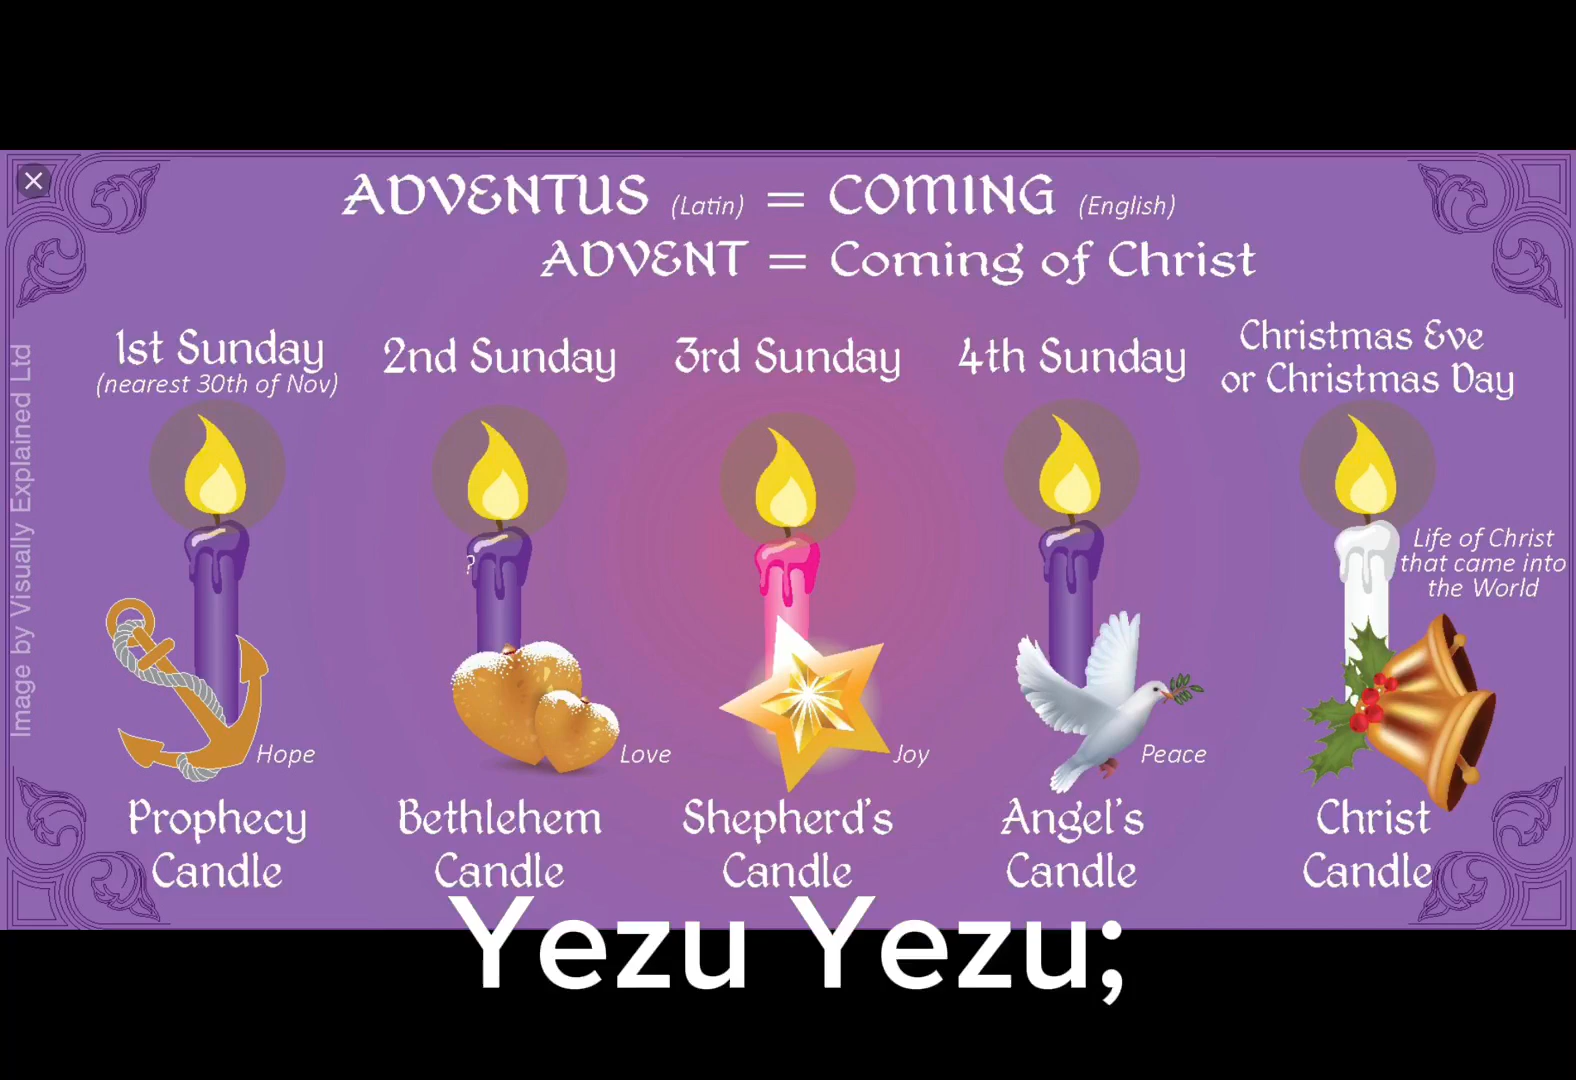 ADVENTUS (Latin) = COMING (English)
ADVENT = Coming of Christ
1st Sunday
(nearest 30th of Nov)
2nd Sunday
3rd Sunday
4th Sunday
Christmas Eve
or Christmas Day
?
Life of Christ
that came into
the World
Hope
Love
Joy
Peace
Prophecy
Candle
Bethlehem
Candle
Shepherd's
Candle
Angel's
Candle
Christ
Candle
Image by Visually Explained Ltd
Yezu Yezu;